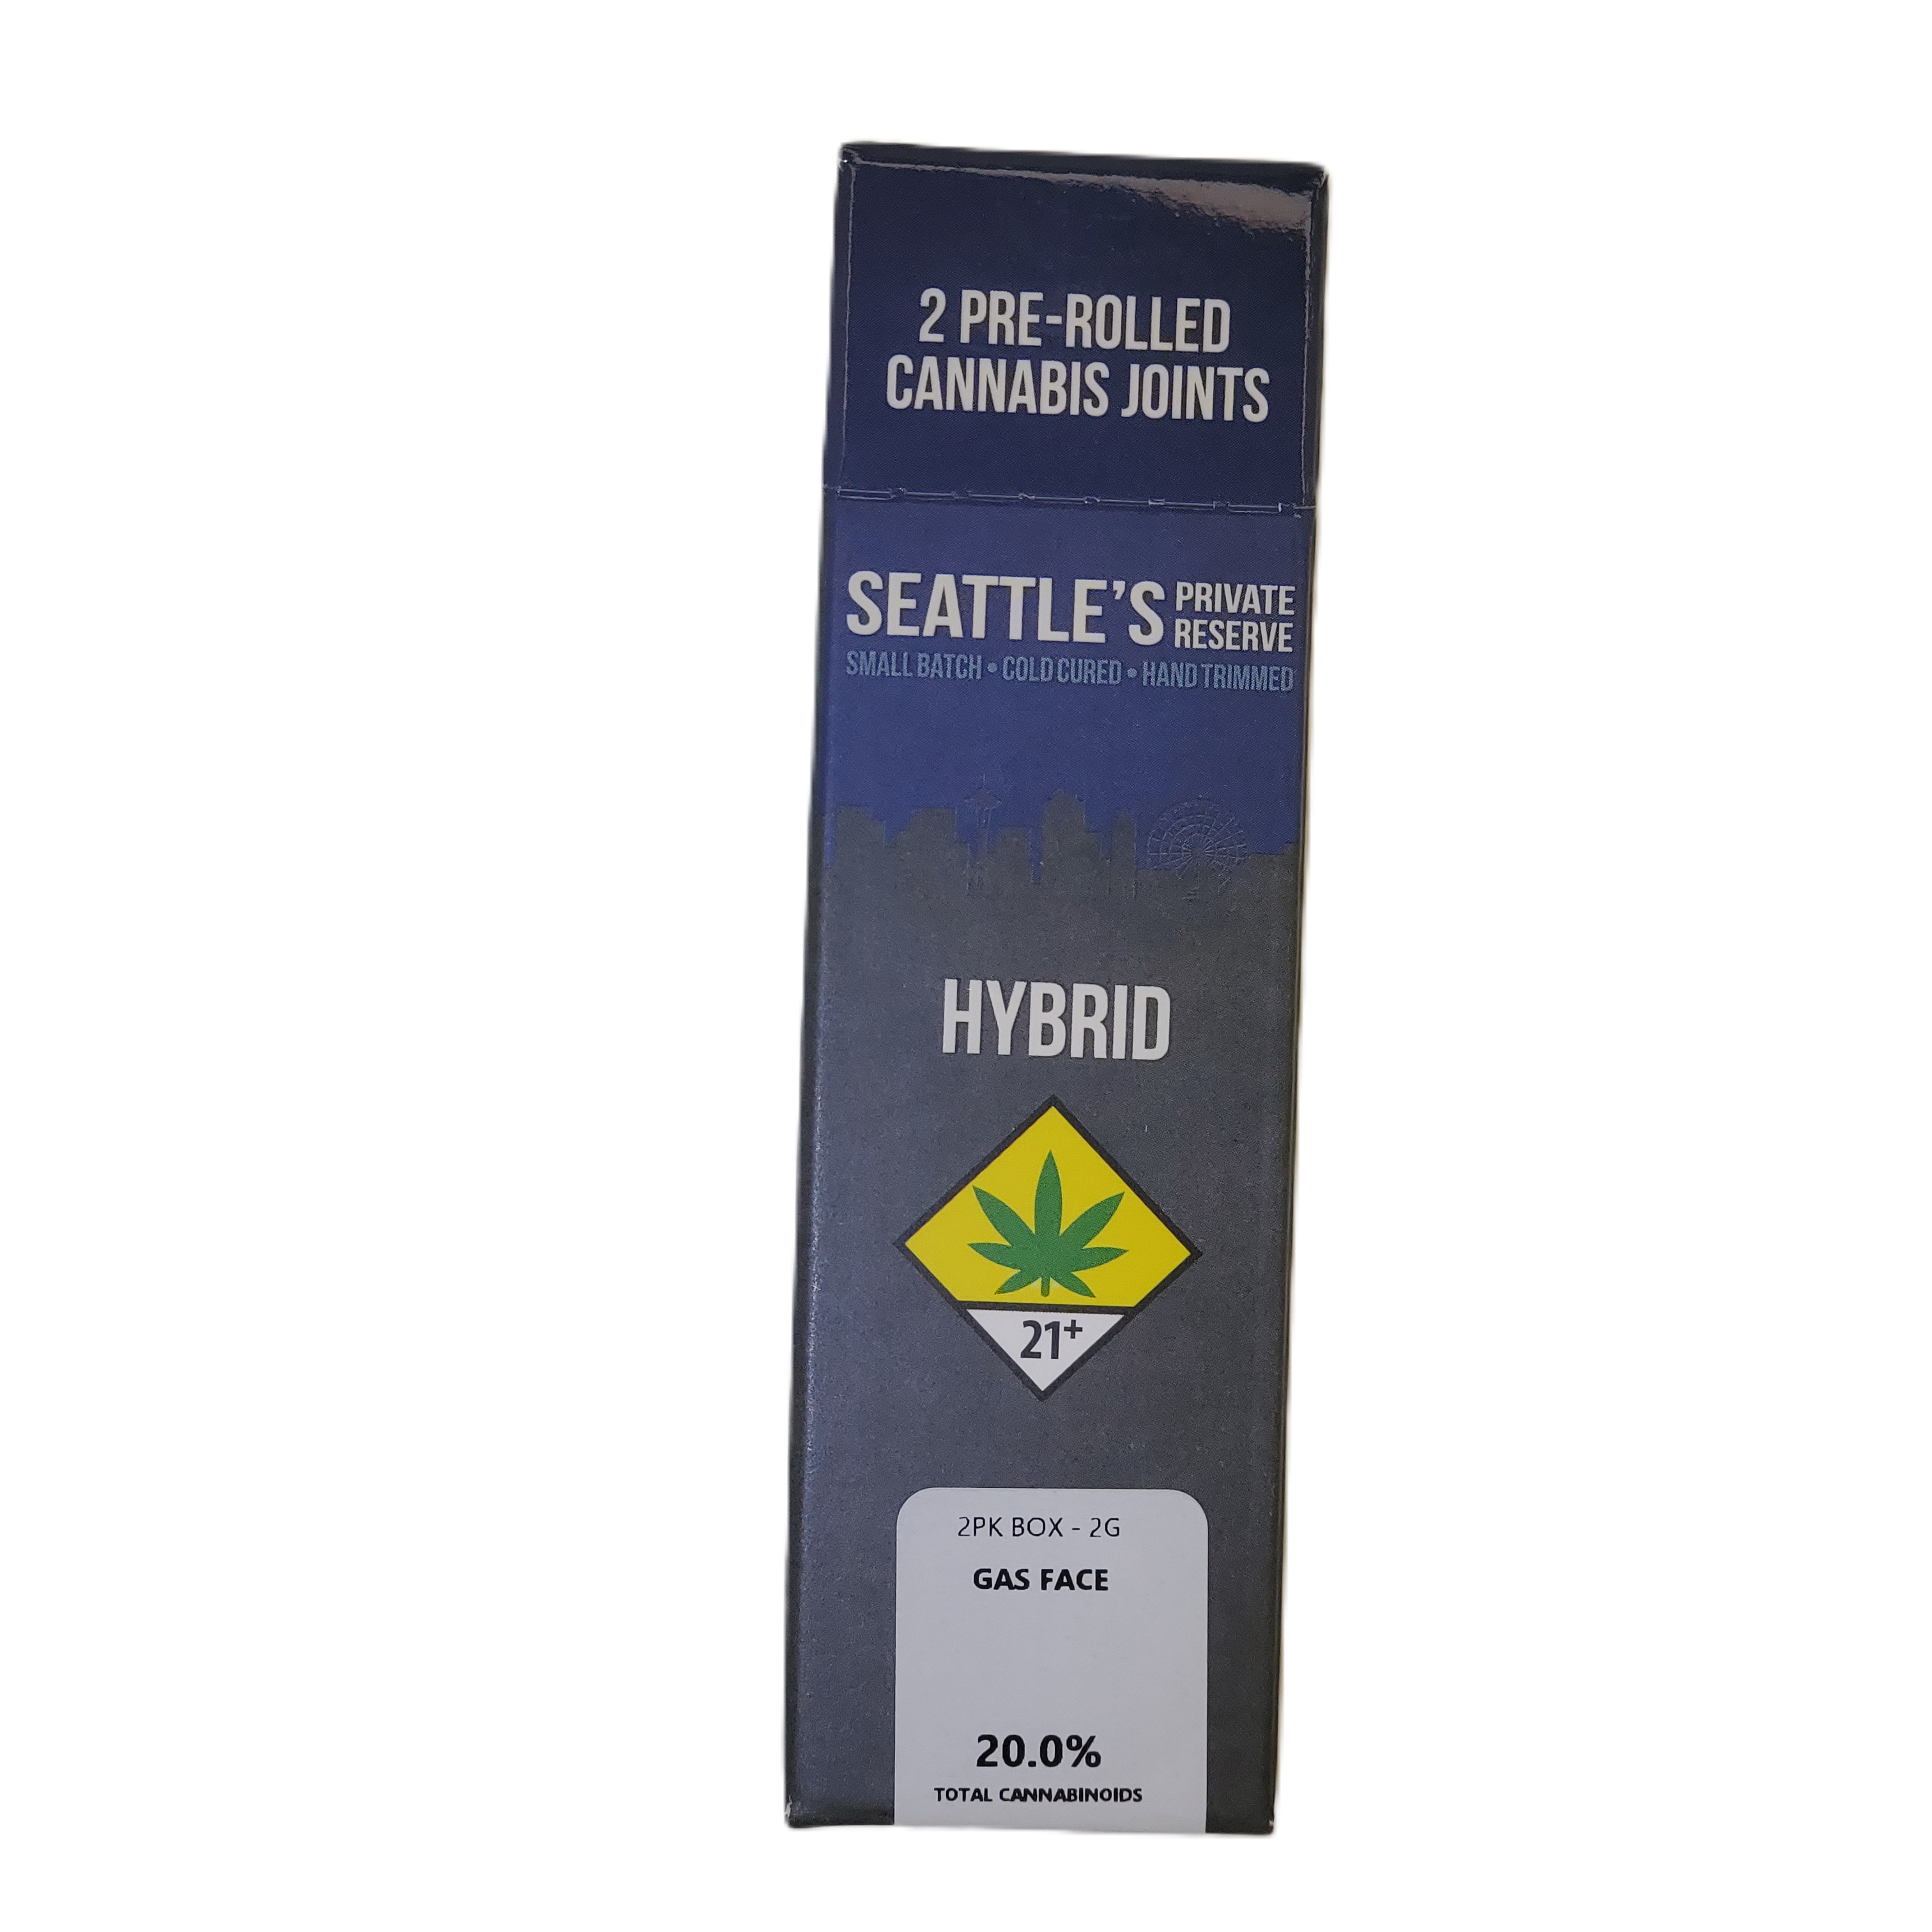 2 PRE-ROLLED
CANNABIS JOINTS
SEATTLE'S PRIVATE
RESERVE
SMALL BATCH • COLD CURED • HAND TRIMMED
HYBRID
21+
2PK BOX - 2G
GAS FACE
20.0%
TOTAL CANNABINOIDS